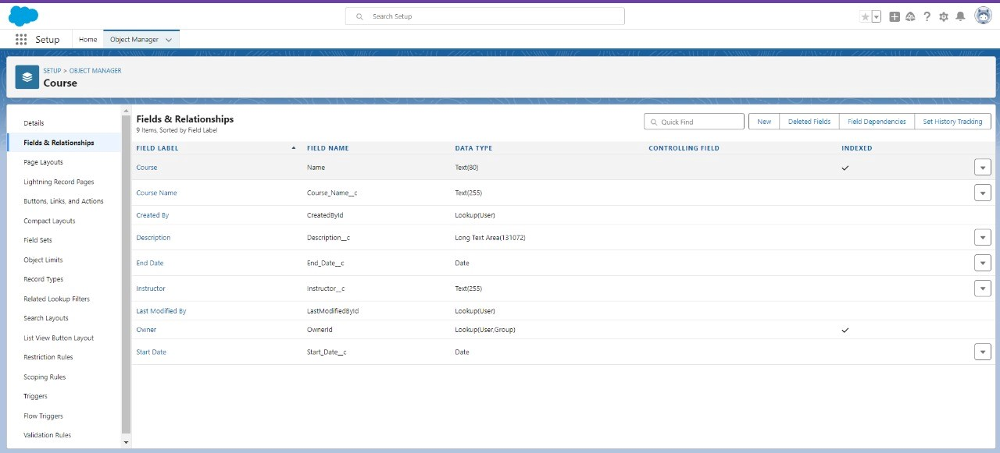 Search Setup
Setup
Home
Object Manager
SETUP > OBJECT MANAGER
Course
Details
Fields & Relationships
Page Layouts
Lightning Record Pages
Buttons, Links, and Actions
Compact Layouts
Field Sets
Object Limits
Record Types
Related Lookup Filters
Search Layouts
List View Button Layout
Restriction Rules
Scoping Rules
Triggers
Flow Triggers
Validation Rules
Fields & Relationships
9 Items, Sorted by Field Label
Quick Find
New
Deleted Fields
Field Dependencies
Set History Tracking
FIELD LABEL FIELD NAME DATA TYPE CONTROLLING FIELD INDEXED
Course Name Text(80)
Course Name Course_Name__c Text(255)
Created By CreatedById Lookup(User)
Description Description__c Long Text Area(131072)
End Date End_Date__c Date
Instructor Instructor__c Text(255)
Last Modified By LastModifiedById Lookup(User)
Owner OwnerId Lookup(User,Group)
Start Date Start_Date__c Date